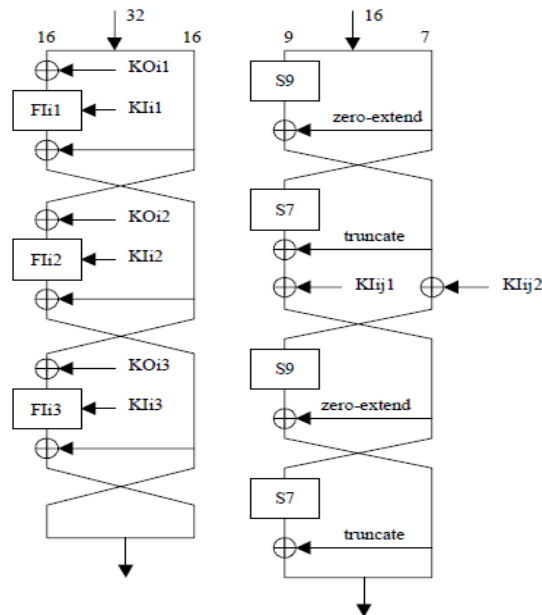 32
16
16
KOi1
FIi1
KIi1
KOi2
FIi2
KIi2
KOi3
FIi3
KIi3
16
9
7
S9
zero-extend
S7
truncate
KIij1
KIij2
S9
zero-extend
S7
truncate